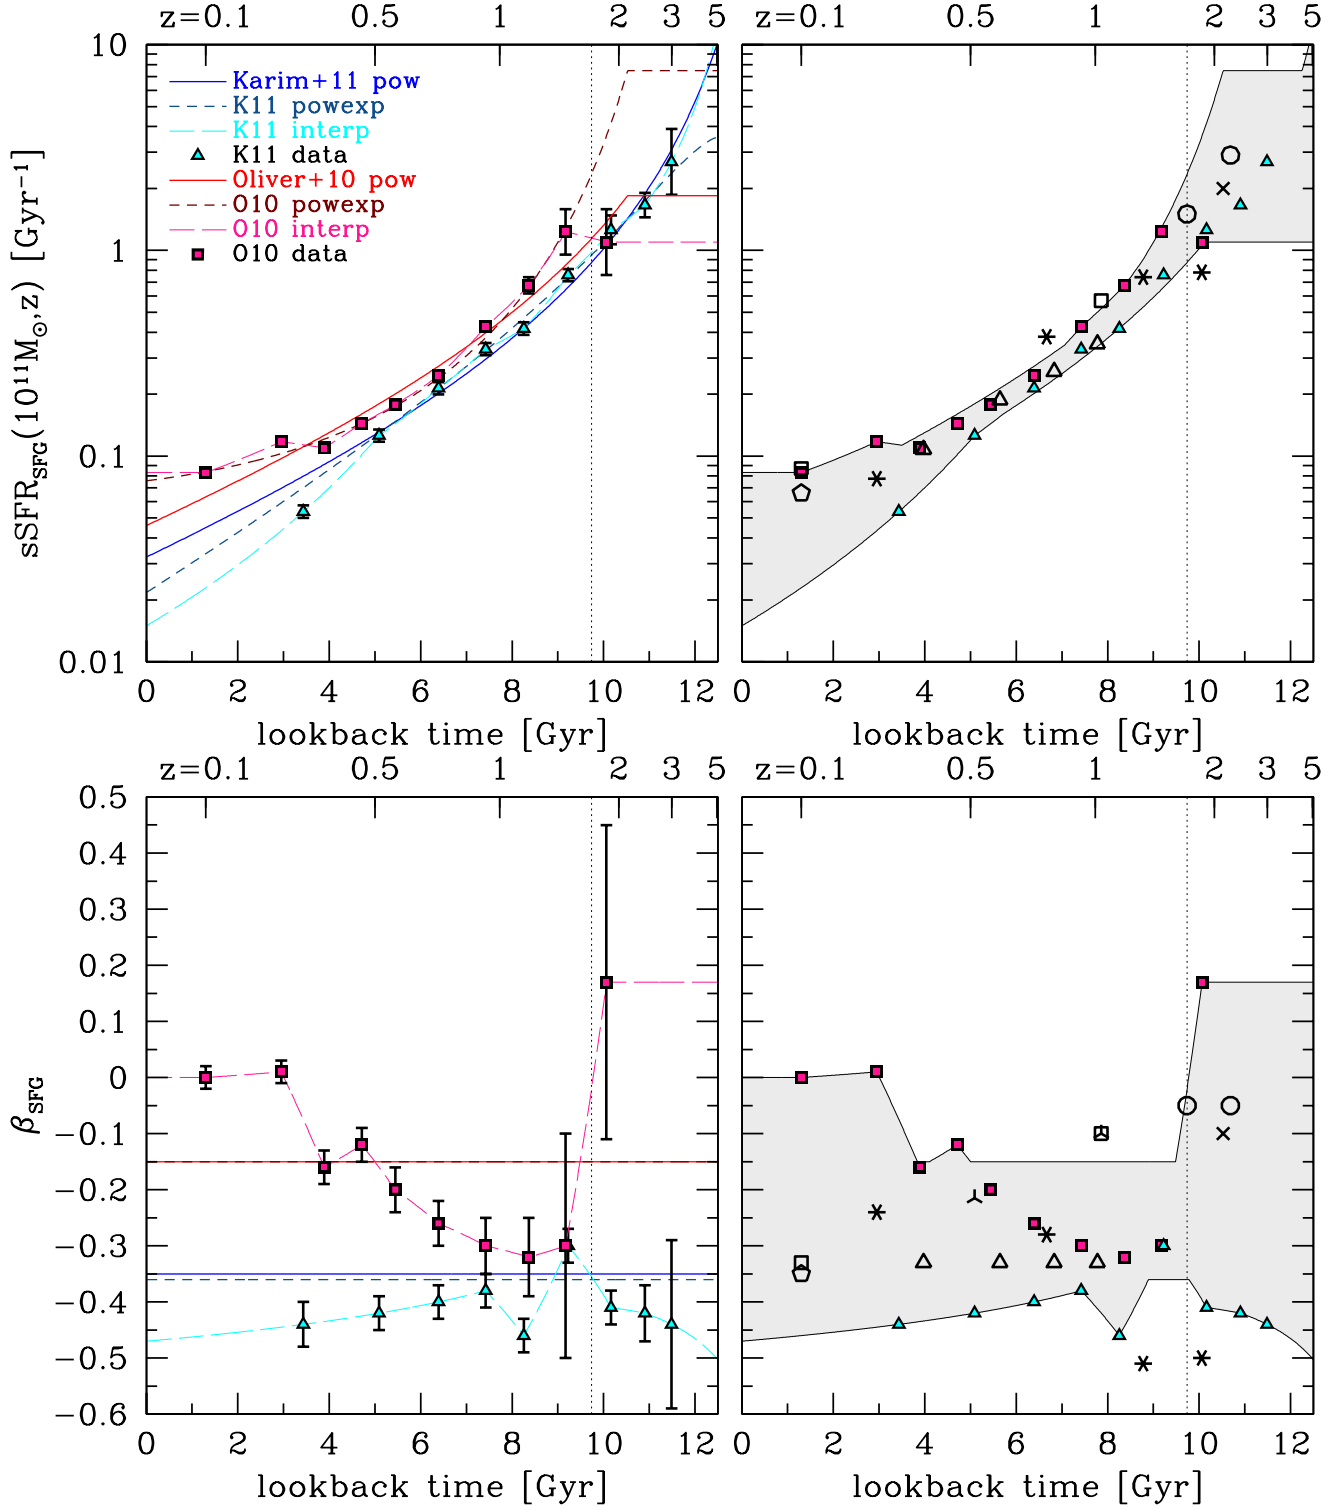 z=0.1 0.5 1 2 3 5
z=0.1 0.5 1 2 3 5
10
1
0.1
0.01
sSFR_SFG(10^11 M_⊙,z) [Gyr^−1]
Karim+11 pow
K11 powexp
K11 interp
K11 data
Oliver+10 pow
O10 powexp
O10 interp
O10 data
0 2 4 6 8 10 12
0 2 4 6 8 10 12
lookback time [Gyr]
lookback time [Gyr]
z=0.1 0.5 1 2 3 5
z=0.1 0.5 1 2 3 5
0.5
0.4
0.3
0.2
0.1
0
−0.1
−0.2
−0.3
−0.4
−0.5
−0.6
β_SFG
0 2 4 6 8 10 12
0 2 4 6 8 10 12
lookback time [Gyr]
lookback time [Gyr]